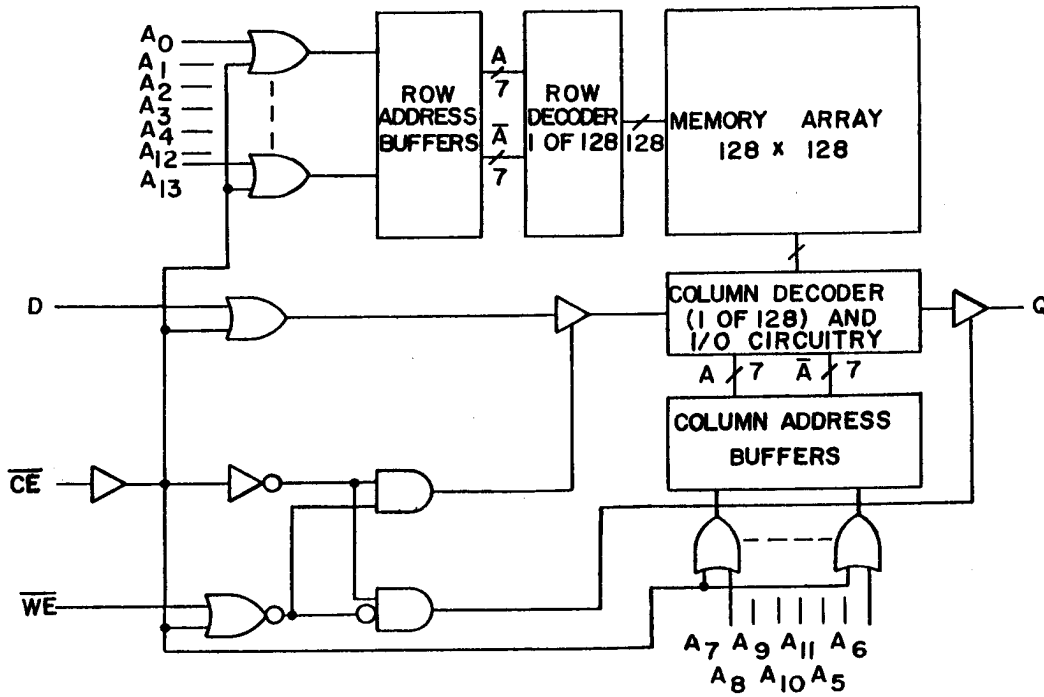 A0
A1
A2
A3
A4
A12
A13
ROW
ADDRESS
BUFFERS
A
7
A̅
7
ROW
DECODER
1 OF 128
128
MEMORY ARRAY
128 x 128
D
COLUMN DECODER
(1 OF 128) AND
I/O CIRCUITRY
Q
A 7 A̅ 7
COLUMN ADDRESS
BUFFERS
C̅E̅
W̅E̅
A7 A9 A11 A6
A8 A10 A5